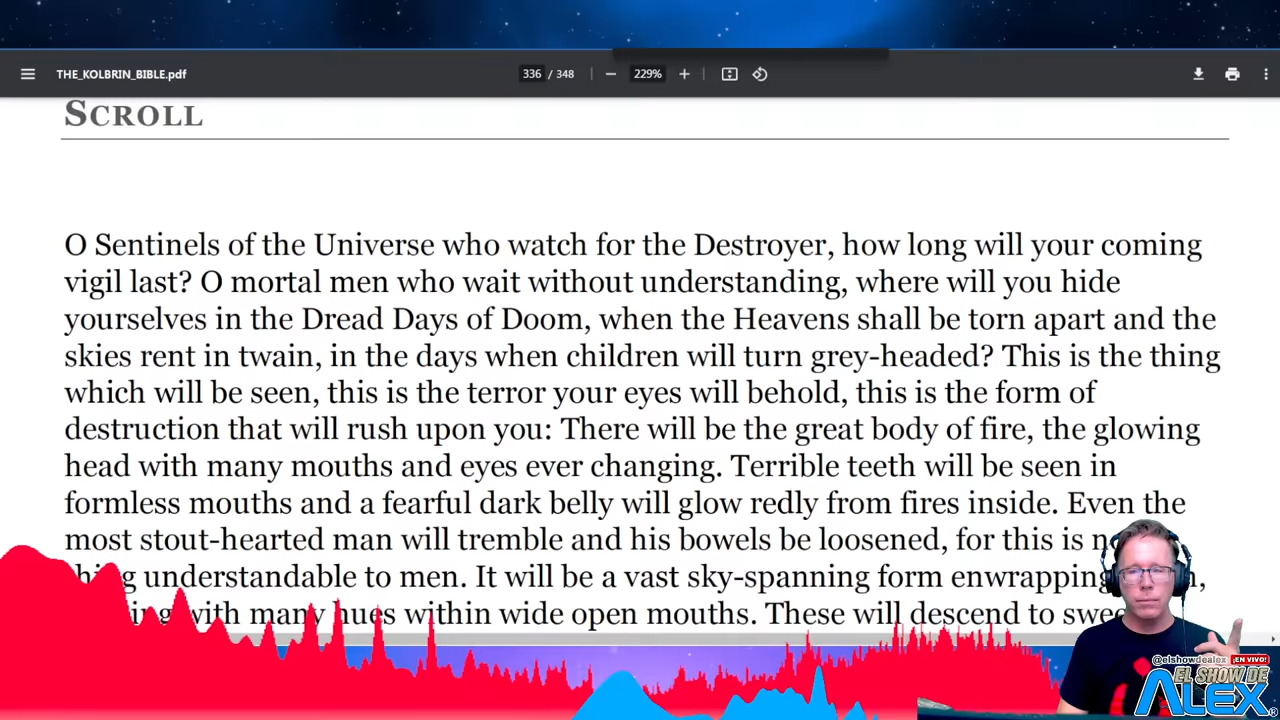 THE_KOLBRIN_BIBLE.pdf
336 / 348
229%
SCROLL
O Sentinels of the Universe who watch for the Destroyer, how long will your coming
vigil last? O mortal men who wait without understanding, where will you hide
yourselves in the Dread Days of Doom, when the Heavens shall be torn apart and the
skies rent in twain, in the days when children will turn grey-headed? This is the thing
which will be seen, this is the terror your eyes will behold, this is the form of
destruction that will rush upon you: There will be the great body of fire, the glowing
head with many mouths and eyes ever changing. Terrible teeth will be seen in
formless mouths and a fearful dark belly will glow redly from fires inside. Even the
most stout-hearted man will tremble and his bowels be loosened, for this is
understandable to men. It will be a vast sky-spanning form enwrapping
with many hues within wide open mouths. These will descend to
@elshowdealex ¡EN VIVO!
EL SHOW DE
ALEX